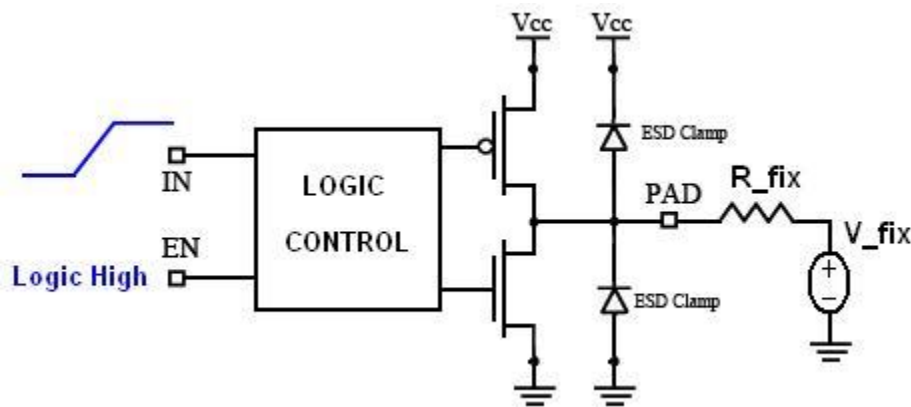 Vcc
Vcc
ESD Clamp
IN
LOGIC
CONTROL
PAD
R_fix
V_fix
EN
Logic High
ESD Clamp
+
−